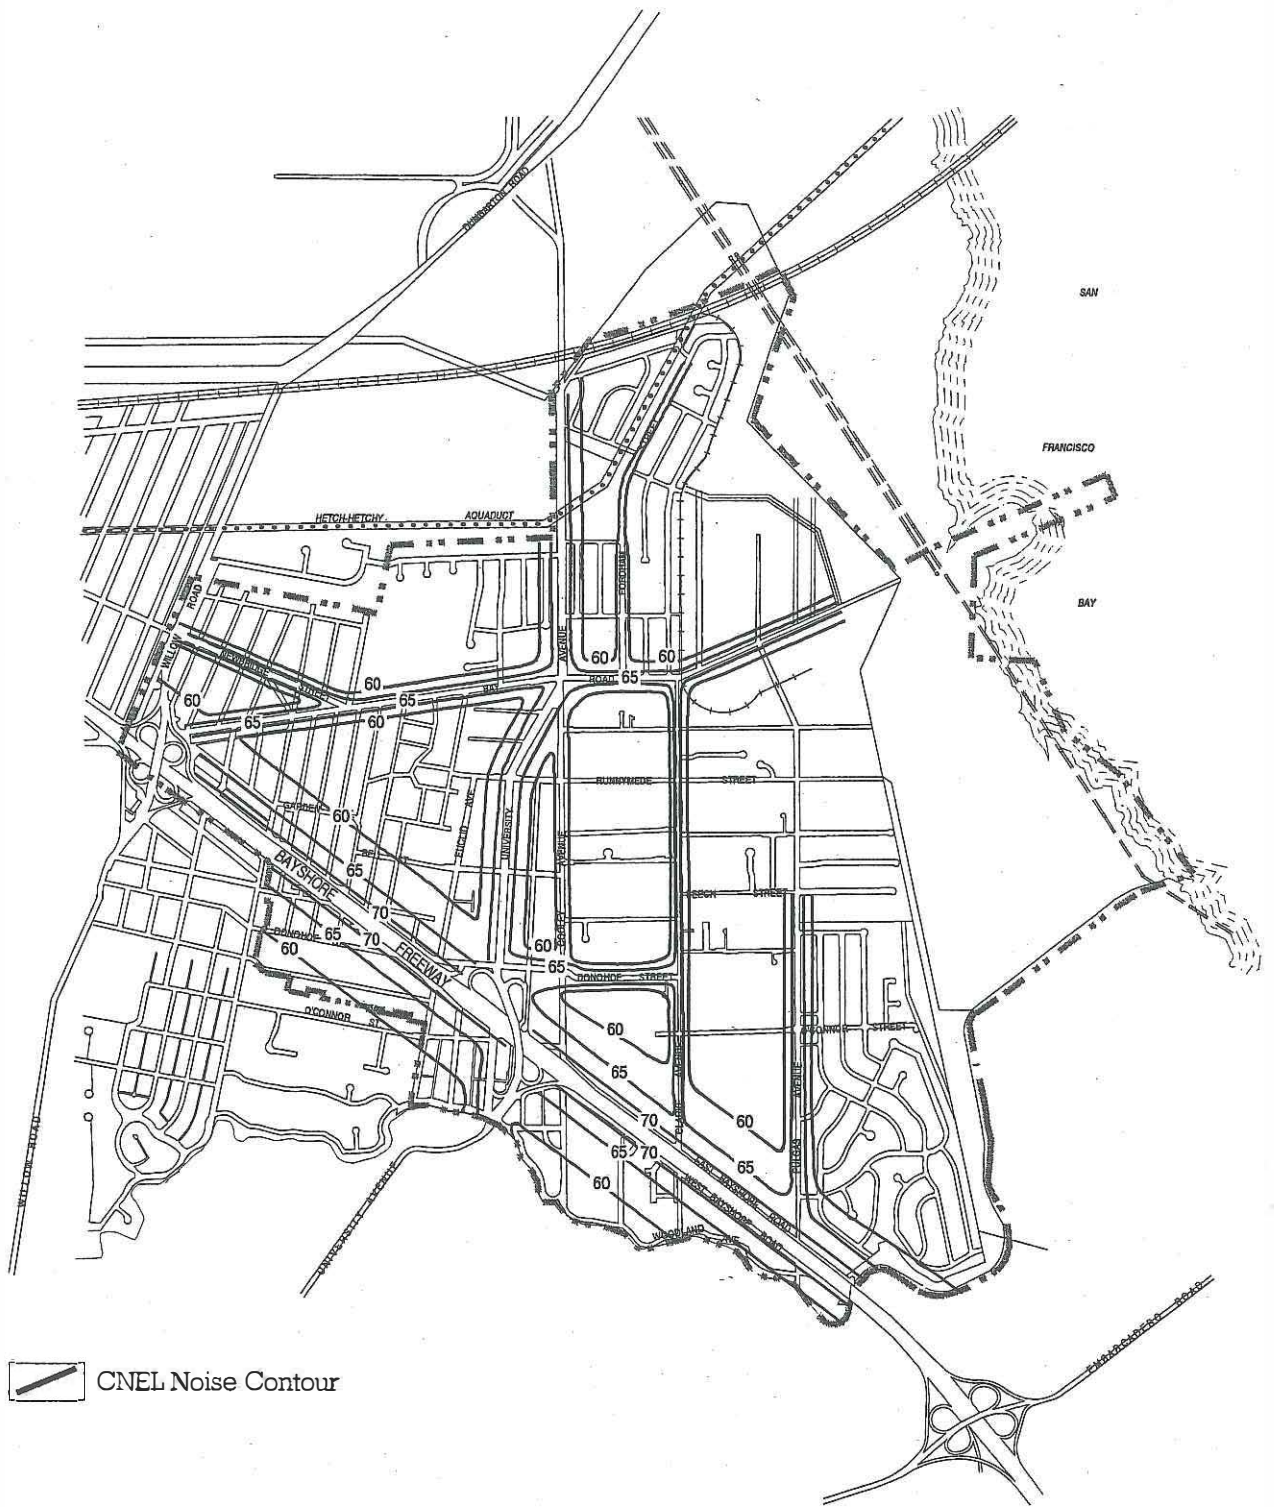 DUMBARTON ROAD
SAN
FRANCISCO
BAY
HETCH-HETCHY
AQUADUCT
STREET
FORDHAM
ROAD
WILLOW
NEWBRIDGE
STREET
BAY
ROAD
AVENUE
60
60
60
65
60
65
65
60
RUNNYMEDE
STREET
GARDEN
60
EUCLID
AVE
UNIVERSITY
AVENUE
BAYSHORE
FREEWAY
65
70
70
65
60
DONOHOE
BECH
STREET
60
65
DONOHOE
STREET
O'CONNOR
ST
O'CONNOR
STREET
60
65
70
70
65
60
60
65
CLARKE
AVENUE
PULGAS
AVENUE
EAST BAYSHORE ROAD
WEST BAYSHORE ROAD
WOODLAND
AVE
WILLOW ROAD
UNIVERSITY AVENUE
EMBARCADERO ROAD
CNEL Noise Contour